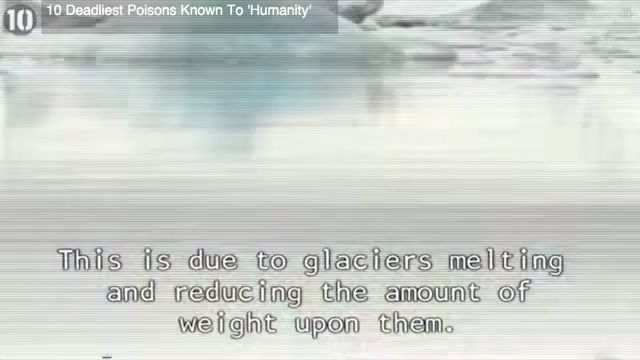 10
10 Deadliest Poisons Known To 'Humanity'
This is due to glaciers melting
and reducing the amount of
weight upon them.